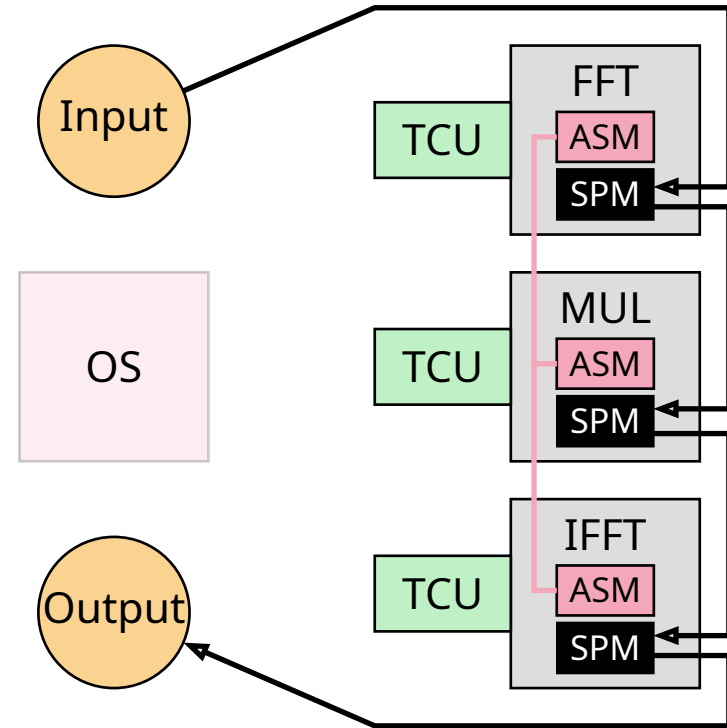 Input
TCU
FFT
ASM
SPM
OS
TCU
MUL
ASM
SPM
Output
TCU
IFFT
ASM
SPM